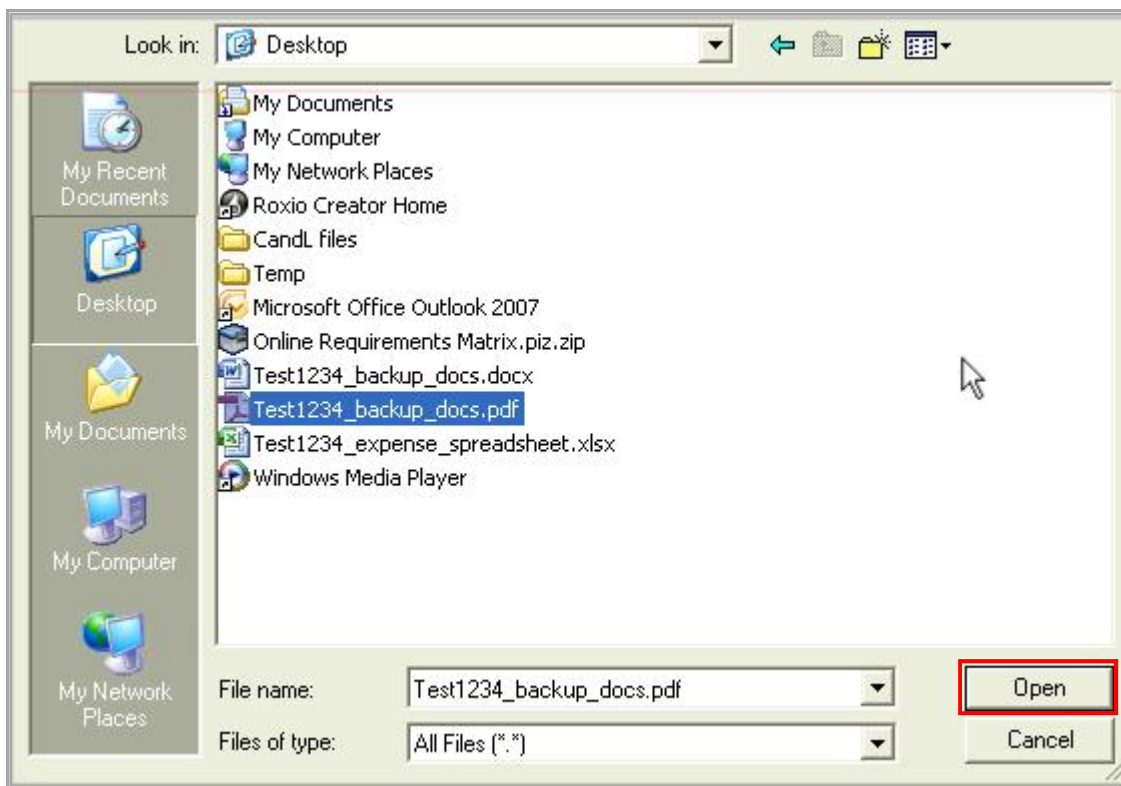 Look in:
Desktop
My Recent
Documents
Desktop
My Documents
My Computer
My Network
Places
My Documents
My Computer
My Network Places
Roxio Creator Home
CandL files
Temp
Microsoft Office Outlook 2007
Online Requirements Matrix.piz.zip
Test1234_backup_docs.docx
Test1234_backup_docs.pdf
Test1234_expense_spreadsheet.xlsx
Windows Media Player
File name:
Test1234_backup_docs.pdf
Open
Files of type:
All Files (*.*)
Cancel